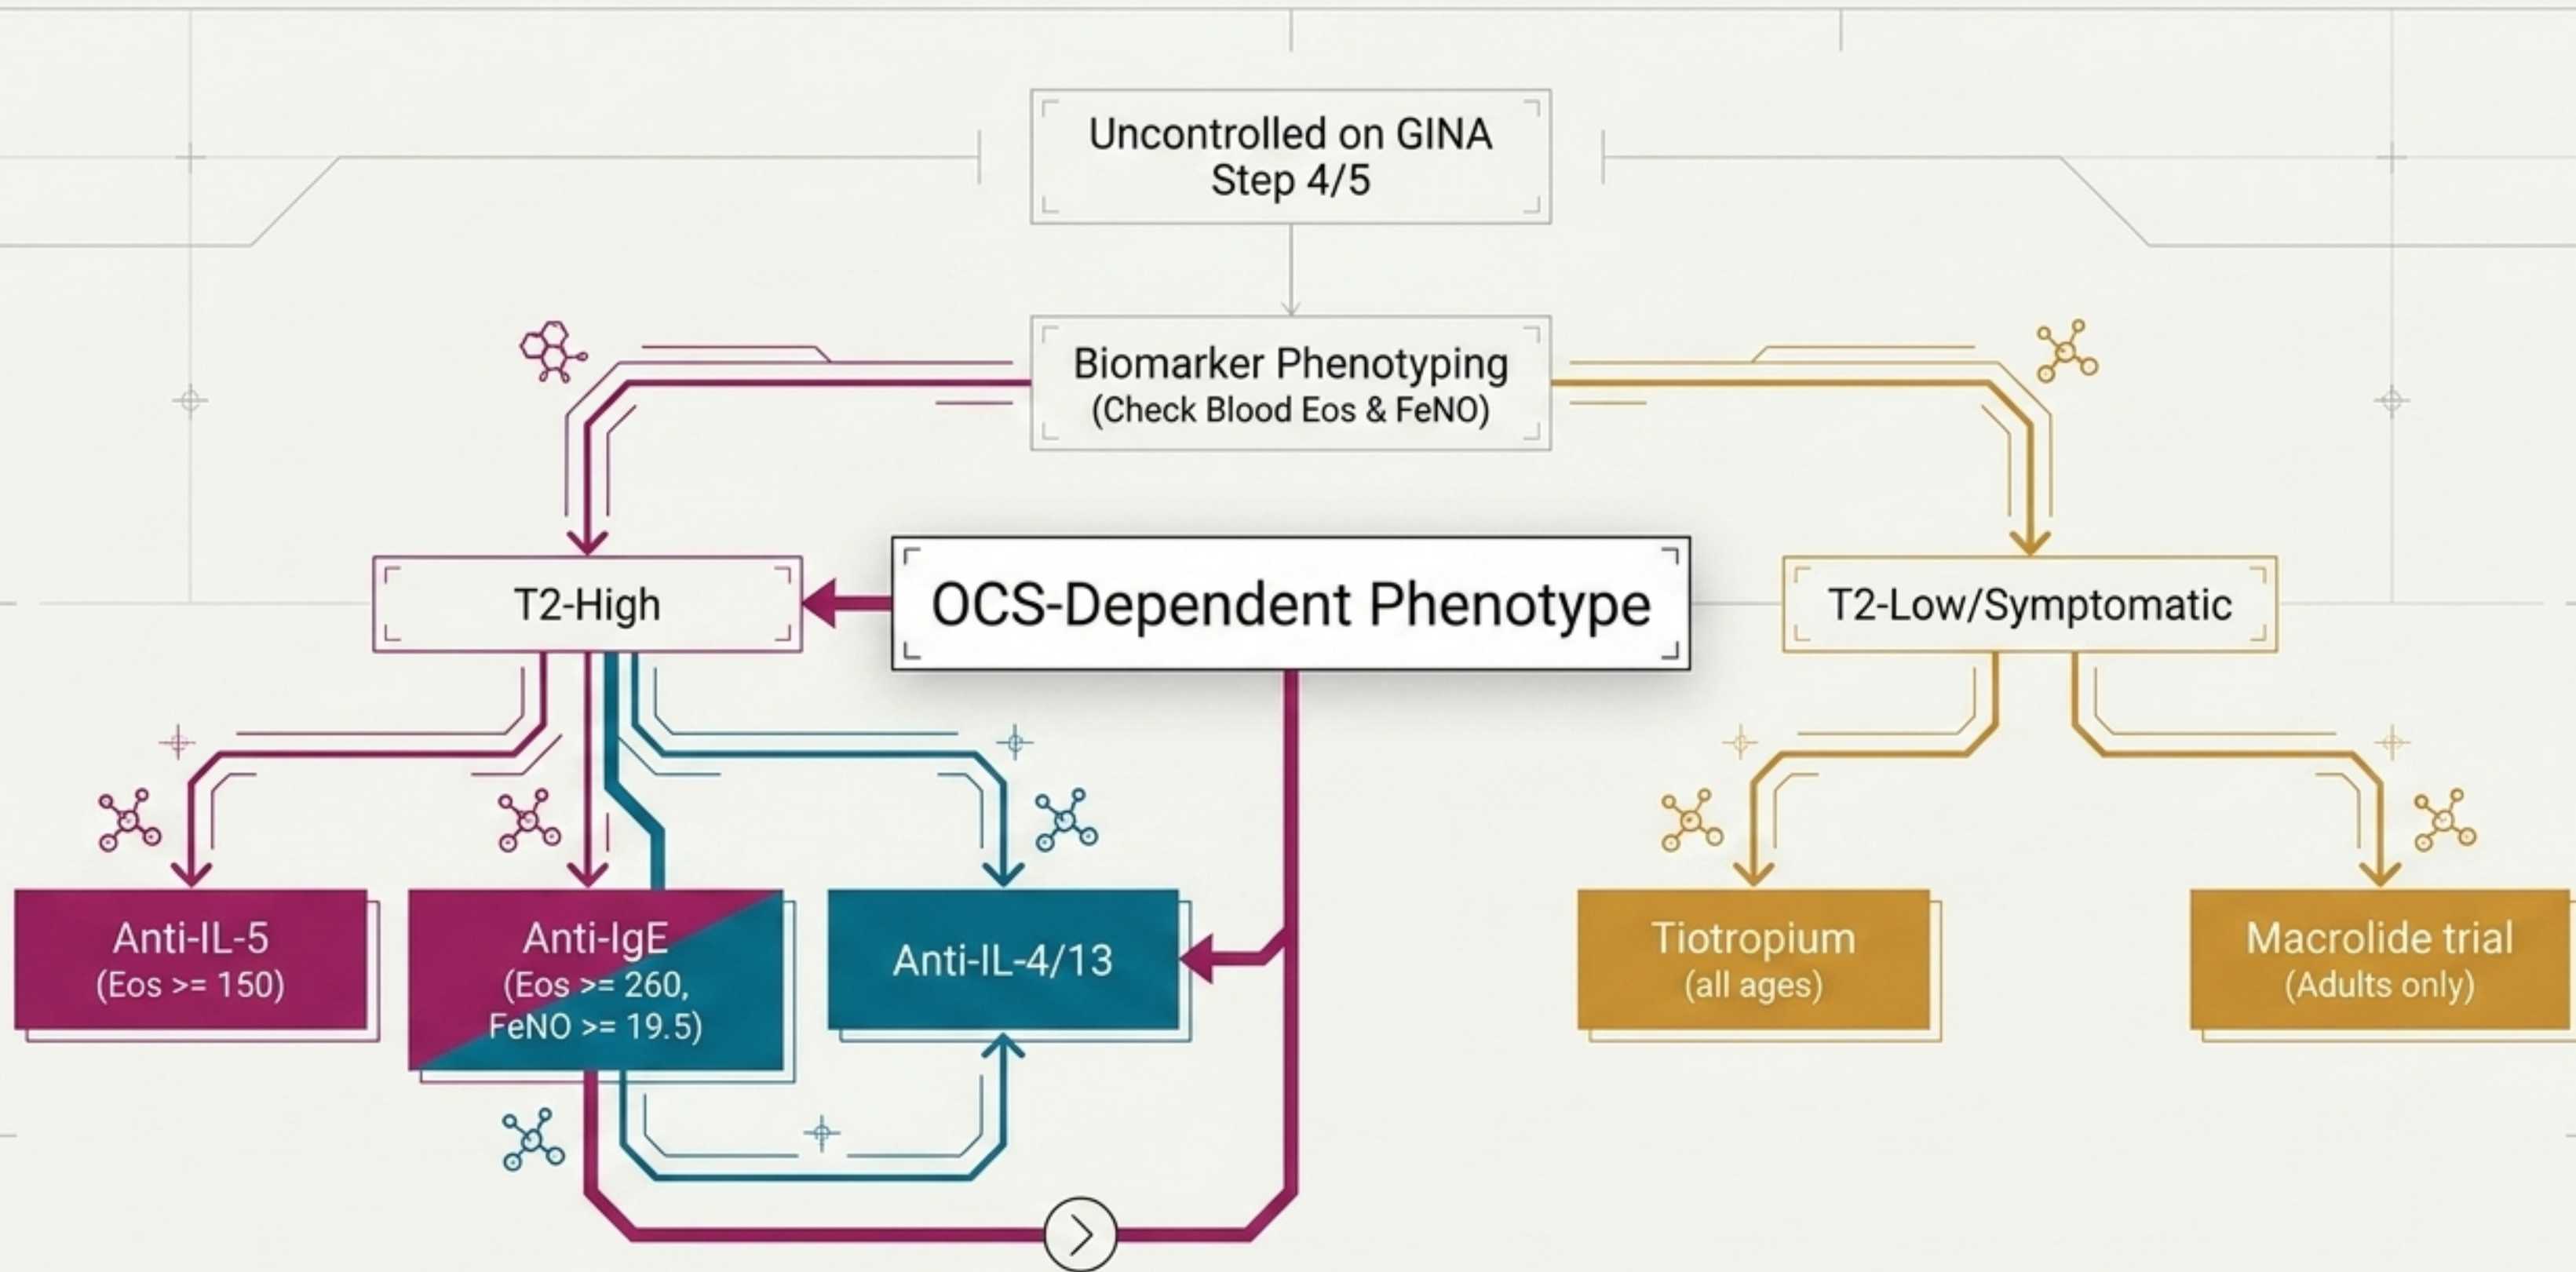 Uncontrolled on GINA
Step 4/5
Biomarker Phenotyping
(Check Blood Eos & FeNO)
T2-High
OCS-Dependent Phenotype
T2-Low/Symptomatic
Anti-IL-5
(Eos >= 150)
Anti-IgE
(Eos >= 260,
FeNO >= 19.5)
Anti-IL-4/13
Tiotropium
(all ages)
Macrolide trial
(Adults only)